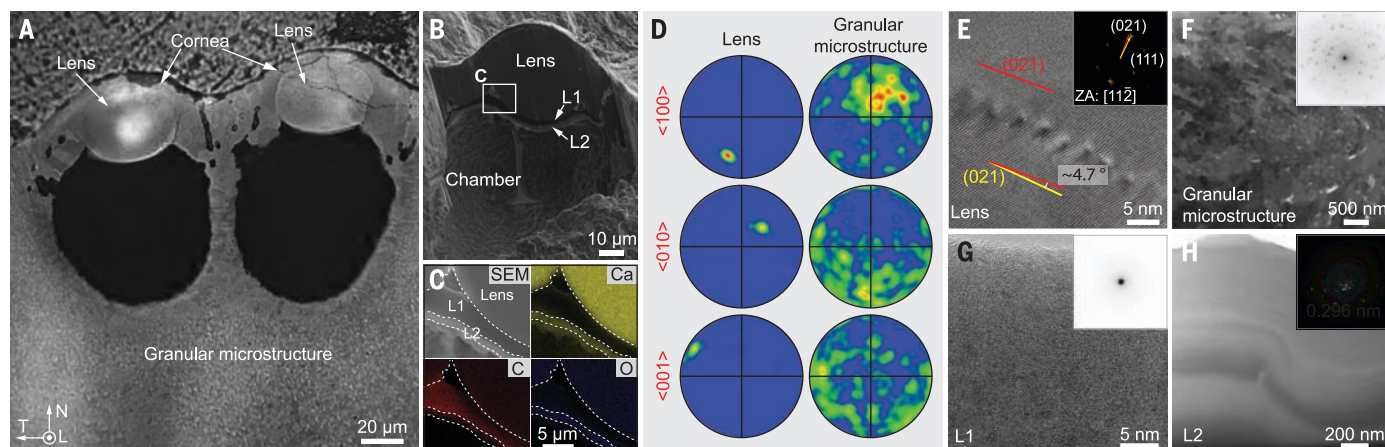 A
Lens
Cornea
Lens
Granular microstructure
N
T
L
20 µm
B
Lens
C
L1
L2
Chamber
10 µm
C
SEM
Ca
Lens
L1
L2
C
O
5 µm
D
Lens
Granular
microstructure
<100>
<010>
<001>
E
(021)
(021)
(111)
ZA: [112̄]
(021)
~4.7 °
Lens
5 nm
F
Granular
microstructure
500 nm
G
L1
5 nm
H
0.296 nm
L2
200 nm